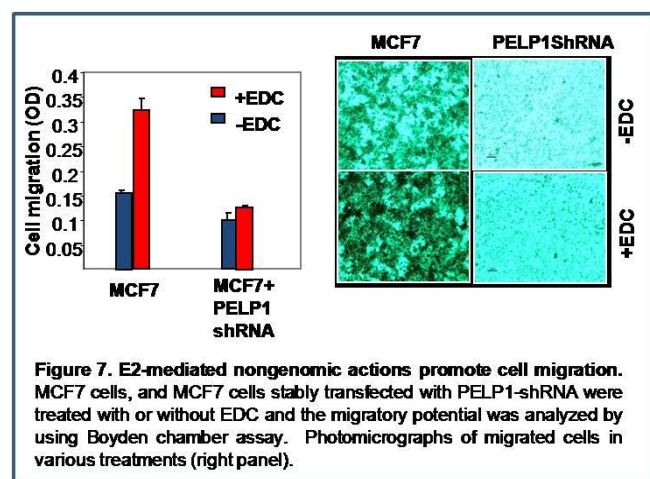 MCF7 PELP1ShRNA
0.4
0.35
0.3
0.25
0.2
0.15
0.1
0.05
Cell migration (OD)
+EDC
-EDC
MCF7
MCF7+
PELP1
shRNA
-EDC
+EDC
Figure 7. E2-mediated nongenomic actions promote cell migration.
MCF7 cells, and MCF7 cells stably transfected with PELP1-shRNA were
treated with or without EDC and the migratory potential was analyzed by
using Boyden chamber assay. Photomicrographs of migrated cells in
various treatments (right panel).